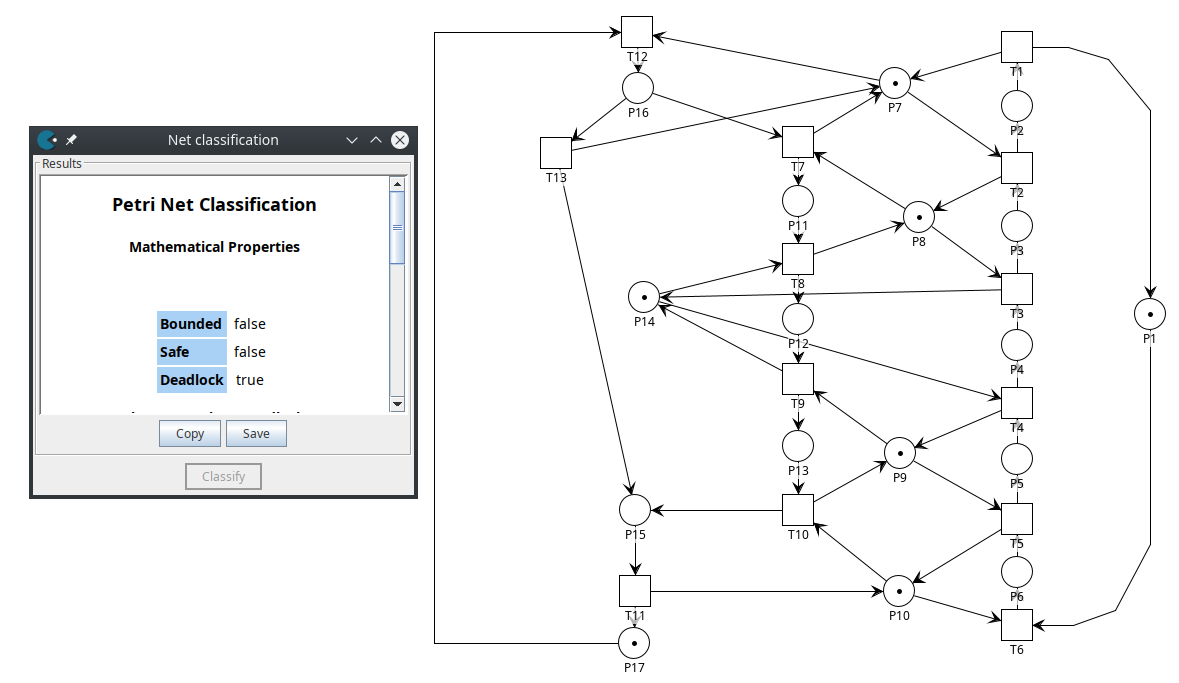 Net classification
Results
Petri Net Classification
Mathematical Properties
Bounded false
Safe false
Deadlock true
Copy Save
Classify
T12
P16
T13
T7
P11
T8
P14
P12
T9
P13
T10
P15
T11
P17
P7
P8
P9
P10
T1
P2
T2
P3
T3
P4
T4
P5
T5
P6
T6
P1